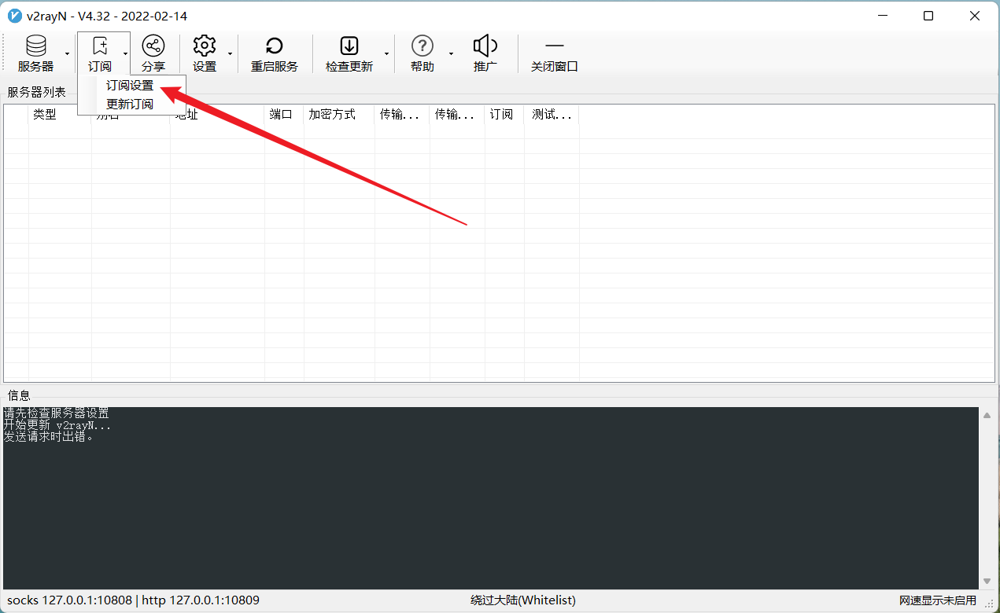 v2rayN - V4.32 - 2022-02-14
服务器 订阅 分享 设置 重启服务 检查更新 帮助 推广 关闭窗口
订阅设置
更新订阅
服务器列表
类型 别名 地址 端口 加密方式 传输... 传输... 订阅 测试...
信息
请先检查服务器设置
开始更新 v2rayN...
发送请求时出错。
socks 127.0.0.1:10808 | http 127.0.0.1:10809 绕过大陆(Whitelist) 网速显示未启用